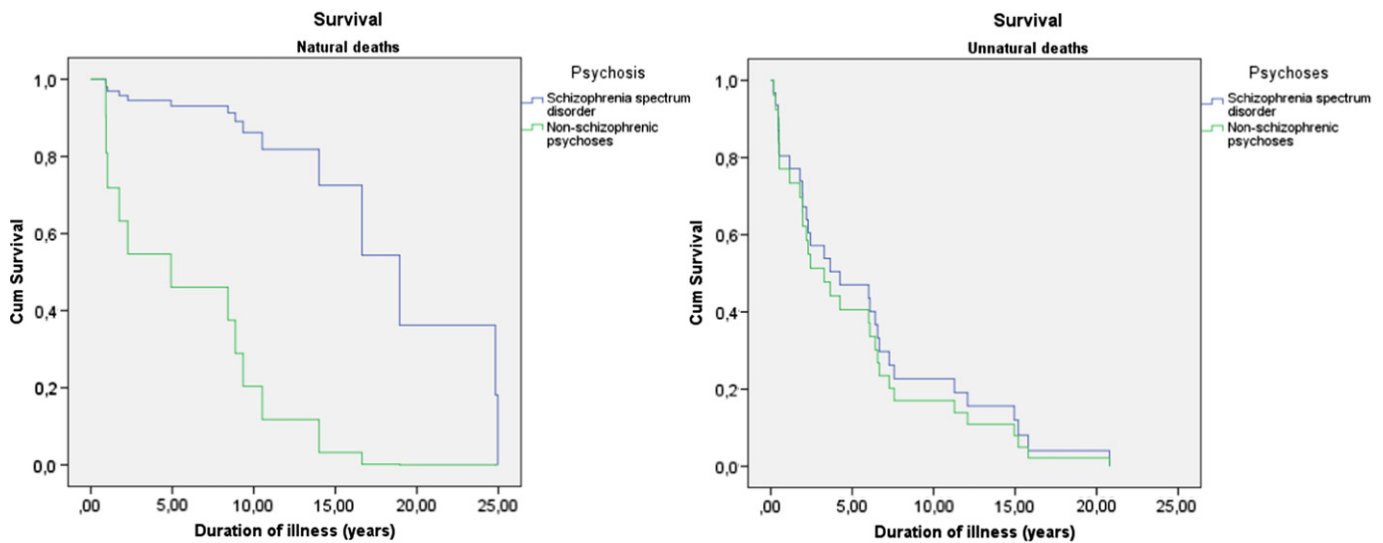 Survival
Natural deaths
Psychosis
Schizophrenia spectrum
disorder
Non-schizophrenic
psychoses
Cum Survival
1,0
0,8
0,6
0,4
0,2
0,0
,00 5,00 10,00 15,00 20,00 25,00
Duration of illness (years)
Survival
Unnatural deaths
Psychoses
Schizophrenia spectrum
disorder
Non-schizophrenic
psychoses
Cum Survival
1,0
0,8
0,6
0,4
0,2
0,0
,00 5,00 10,00 15,00 20,00 25,00
Duration of illness (years)